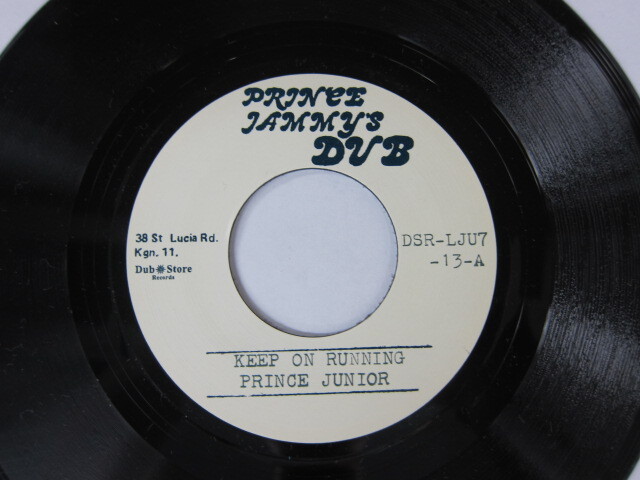 PRINCE
JAMMY'S
DUB
38 St Lucia Rd.
Kgn. 11.
Dub Store
Records
DSR-LJU7
-13-A
KEEP ON RUNNING
PRINCE JUNIOR